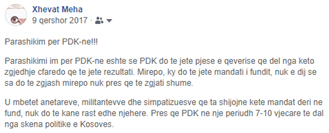 Xhevat Meha
9 qershor 2017 ·
Parashikim per PDK-ne!!!
Parashikimi im per PDK-ne eshte se PDK do te jete pjese e qeverise qe del nga keto
zgjedhje cfaredo qe te jete rezultati. Mirepo, ky do te jete mandati i fundit, nuk e dij se
sa do te zgjash mirepo nuk pres qe te zgjati shume.
U mbetet anetareve, militantevve dhe simpatizuesve qe ta shijojne kete mandat deri ne
fund, nuk do te kane rast edhe njehere. Pres qe PDK ne nje periudh 7-10 vjecare te dal
nga skena politike e Kosoves.